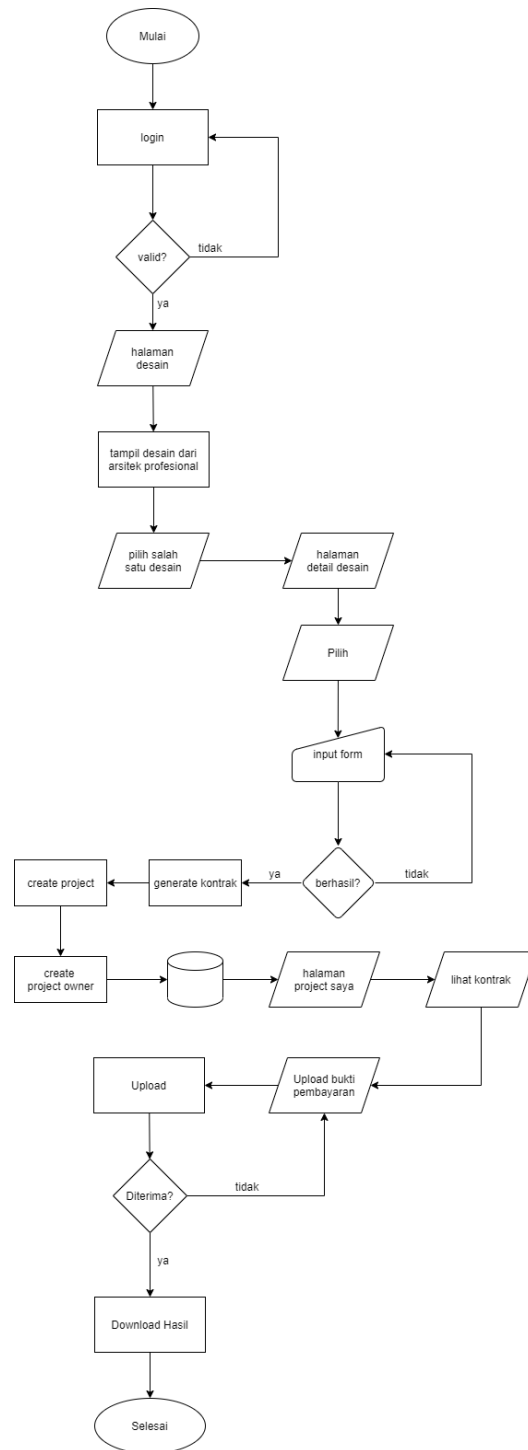 Mulai
login
valid?
tidak
ya
halaman
desain
tampil desain dari
arsitek profesional
pilih salah
satu desain
halaman
detail desain
Pilih
input form
berhasil?
tidak
ya
generate kontrak
create project
create
project owner
halaman
project saya
lihat kontrak
Upload bukti
pembayaran
Upload
Diterima?
tidak
ya
Download Hasil
Selesai